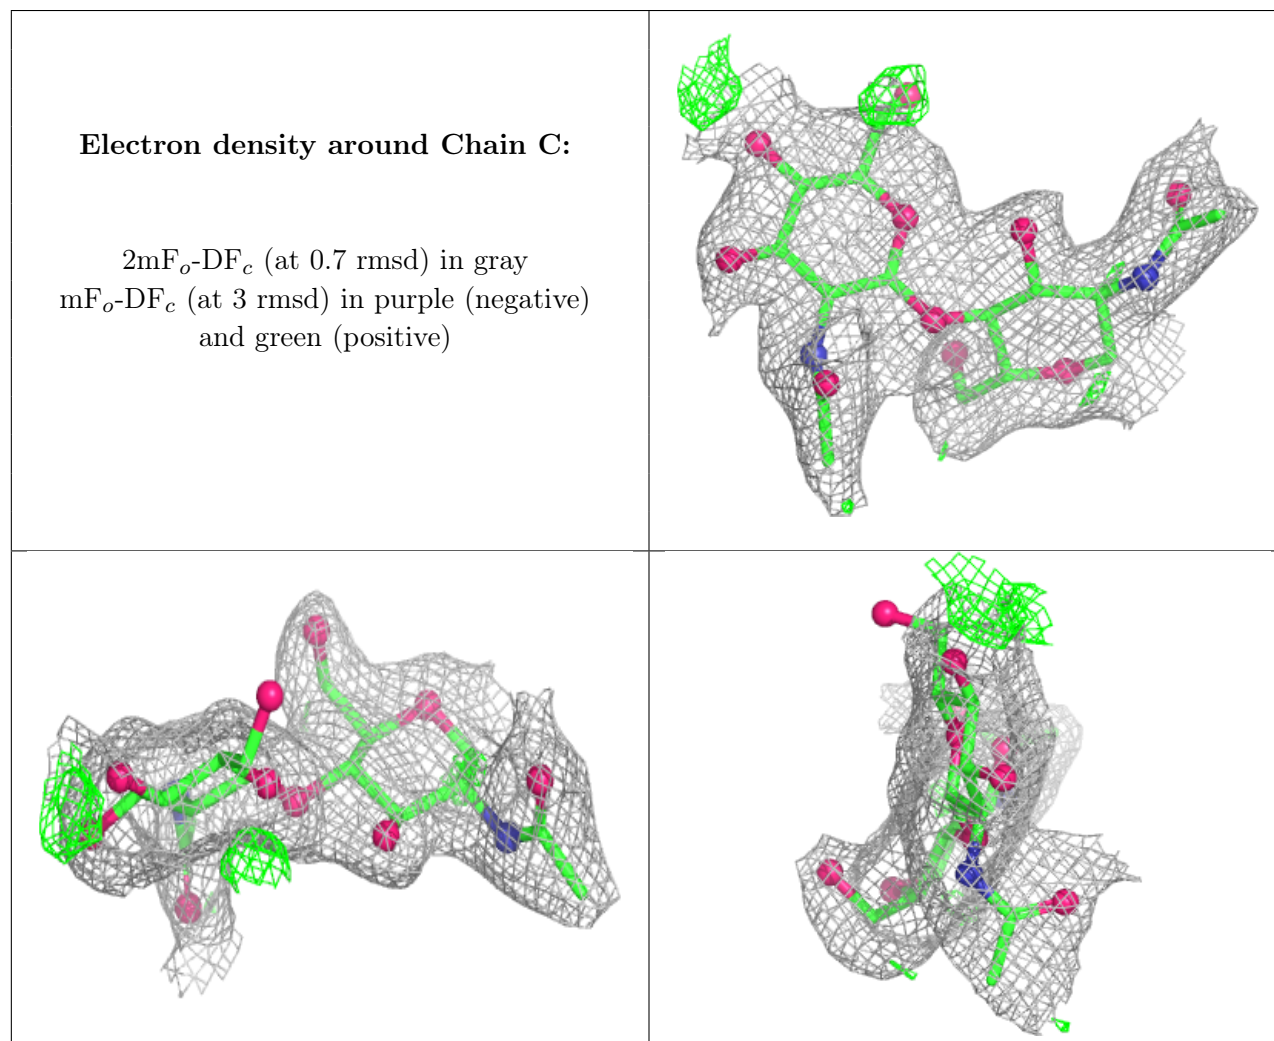 Electron density around Chain C:
2mFo-DFc (at 0.7 rmsd) in gray
mFo-DFc (at 3 rmsd) in purple (negative)
and green (positive)